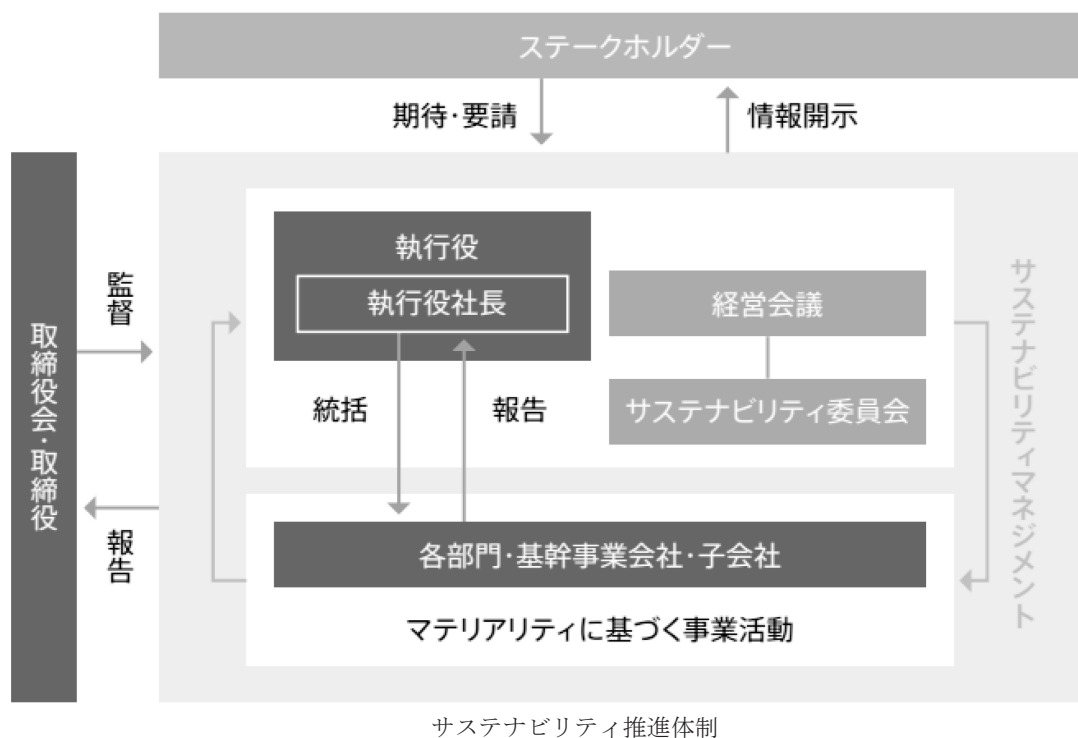 ステークホルダー
期待・要請
情報開示
取締役会・取締役
監督
報告
執行役
執行役社長
経営会議
サステナビリティ委員会
統括
報告
各部門・基幹事業会社・子会社
マテリアリティに基づく事業活動
サステナビリティマネジメント
サステナビリティ推進体制